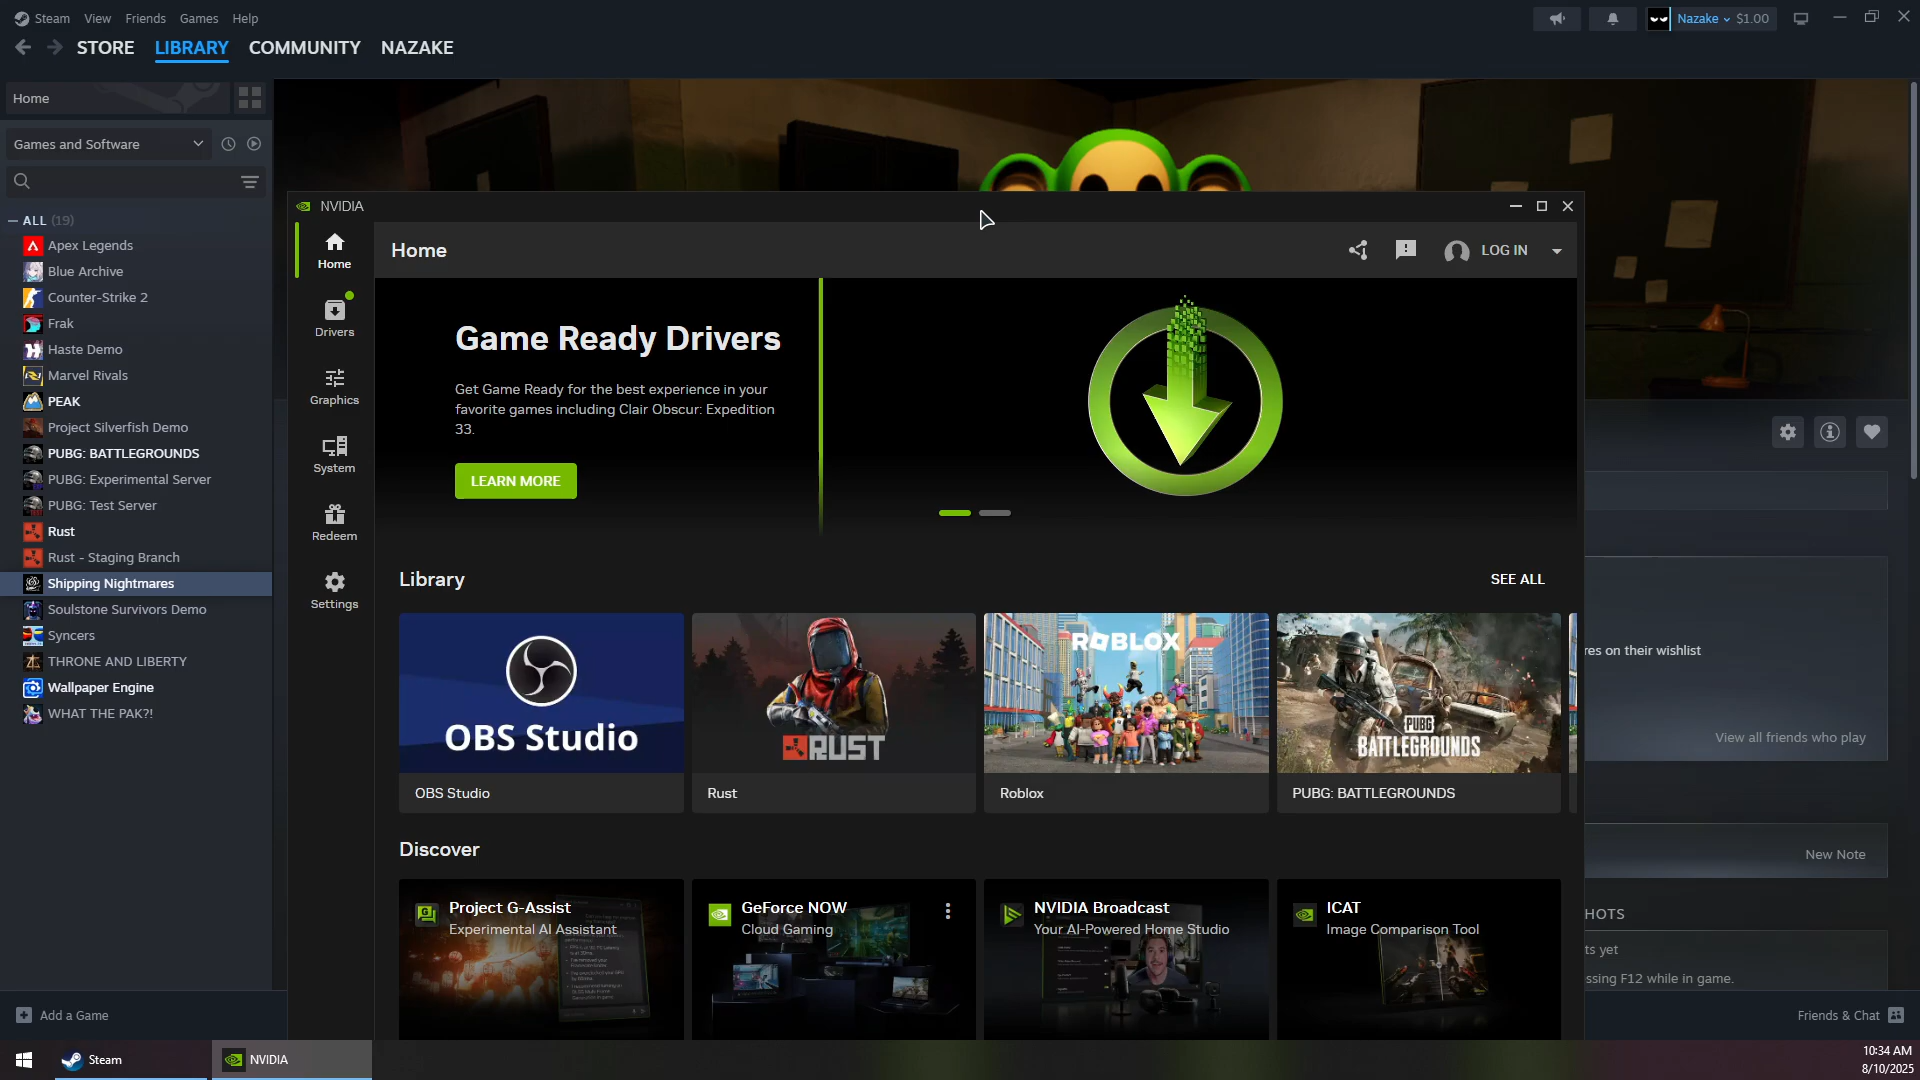 Steam View Friends Games Help
Nazake $1.00
STORE LIBRARY COMMUNITY NAZAKE
Home
Games and Software
ALL (19)
Apex Legends
Blue Archive
Counter-Strike 2
Frak
Haste Demo
Marvel Rivals
PEAK
Project Silverfish Demo
PUBG: BATTLEGROUNDS
PUBG: Experimental Server
PUBG: Test Server
Rust
Rust - Staging Branch
Shipping Nightmares
Soulstone Survivors Demo
Syncers
THRONE AND LIBERTY
Wallpaper Engine
WHAT THE PAK?!
Add a Game
NVIDIA
Home
Drivers
Graphics
System
Redeem
Settings
Home
LOG IN
Game Ready Drivers
Get Game Ready for the best experience in your
favorite games including Clair Obscur: Expedition
33.
LEARN MORE
Library
SEE ALL
OBS Studio
RUST
ROBLOX
PUBG
BATTLEGROUNDS
OBS Studio
Rust
Roblox
PUBG: BATTLEGROUNDS
Discover
Project G-Assist
Experimental AI Assistant
GeForce NOW
Cloud Gaming
NVIDIA Broadcast
Your AI-Powered Home Studio
ICAT
Image Comparison Tool
res on their wishlist
View all friends who play
New Note
HOTS
ts yet
ssing F12 while in game.
Friends & Chat
Steam
NVIDIA
10:34 AM
8/10/2025